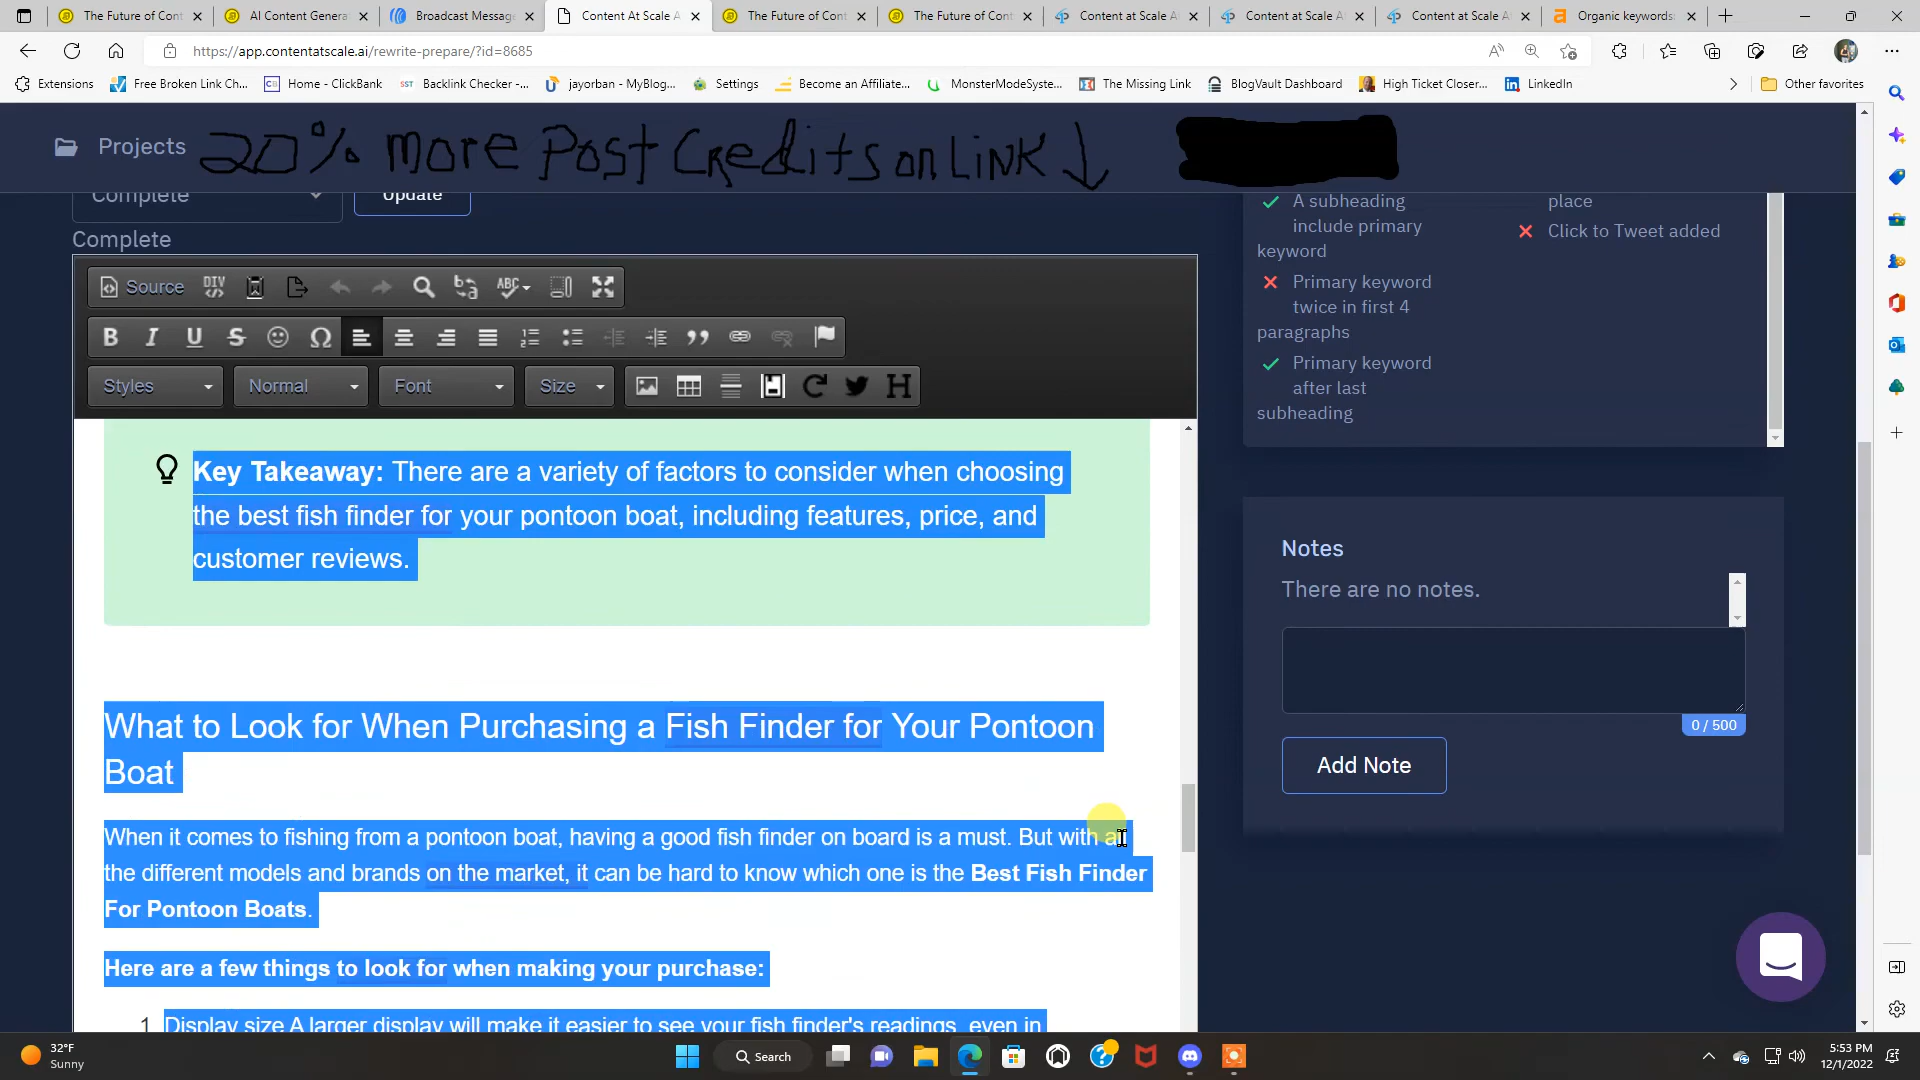 The Future of Cont
AI Content Genera
Broadcast Messag
Content At Scale A
The Future of Cont
The Future of Cont
Content at Scale A
Content at Scale A
Content at Scale A
Organic keywords
https://app.contentatscale.ai/rewrite-prepare/?id=8685
Extensions
Free Broken Link Ch...
Home - ClickBank
Backlink Checker -...
jayorban - MyBlog...
Settings
Become an Affiliate...
MonsterModeSyste...
The Missing Link
BlogVault Dashboard
High Ticket Closer...
LinkedIn
Other favorites
Projects
20% more Post Credits on Link ↓
Complete
Update
Complete
Source
Styles
Normal
Font
Size
Key Takeaway: There are a variety of factors to consider when choosing
the best fish finder for your pontoon boat, including features, price, and
customer reviews.
What to Look for When Purchasing a Fish Finder for Your Pontoon
Boat
When it comes to fishing from a pontoon boat, having a good fish finder on board is a must. But with all
the different models and brands on the market, it can be hard to know which one is the Best Fish Finder
For Pontoon Boats.
Here are a few things to look for when making your purchase:
1. Display size A larger display will make it easier to see your fish finder's readings, even in
A subheading
include primary
keyword
Primary keyword
twice in first 4
paragraphs
Primary keyword
after last
subheading
place
Click to Tweet added
Notes
There are no notes.
0 / 500
Add Note
32°F
Sunny
Search
5:53 PM
12/1/2022